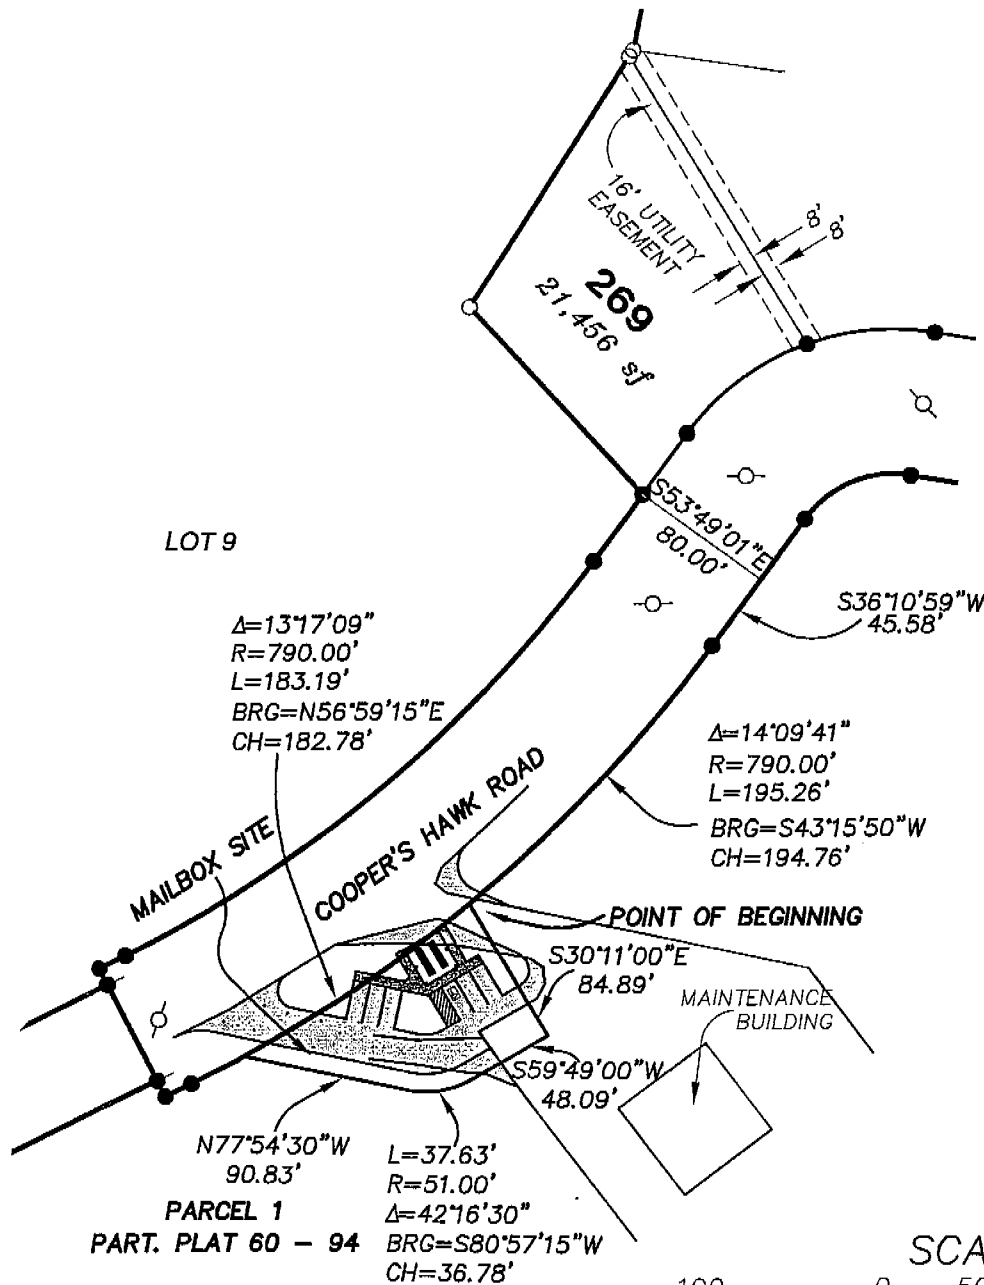 16' UTILITY
EASEMENT
8'
8'
269
21,456 sf
S53°49'01"E
80.00'
LOT 9
S36°10'59"W
45.58'
Δ=13°17'09"
R=790.00'
L=183.19'
BRG=N56°59'15"E
CH=182.78'
Δ=14°09'41"
R=790.00'
L=195.26'
BRG=S43°15'50"W
CH=194.76'
MAILBOX SITE
COOPER'S HAWK ROAD
POINT OF BEGINNING
S30°11'00"E
84.89'
MAINTENANCE
BUILDING
S59°49'00"W
48.09'
N77°54'30"W
90.83'
L=37.63'
R=51.00'
Δ=42°16'30"
BRG=S80°57'15"W
CH=36.78'
PARCEL 1
PART. PLAT 60 - 94
SCA
100 0 50